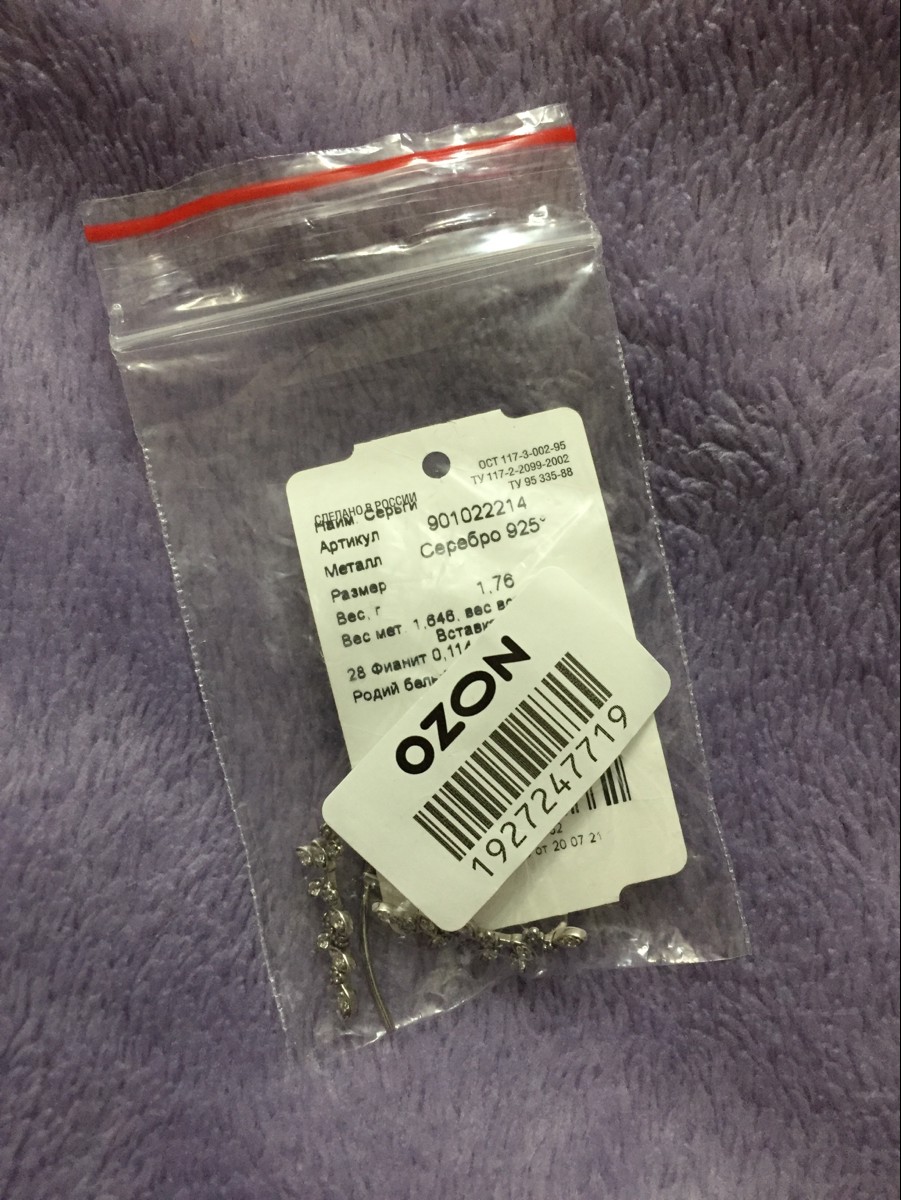 ОСТ 117-3-002-95
ТУ 117-2-2099-2002
ТУ 95 335-88
СДЕЛАНО В РОССИИ
Наим. Серьги
Артикул 901022214
Металл Серебро 925°
Размер
Вес, г 1,76
Вес мет. 1,646, вес
28 Фианит 0,114
Родий
OZON
1927247719
от 20 07 21